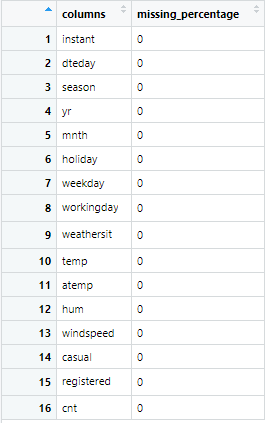 columns missing_percentage
1 instant 0
2 dteday 0
3 season 0
4 yr 0
5 mnth 0
6 holiday 0
7 weekday 0
8 workingday 0
9 weathersit 0
10 temp 0
11 atemp 0
12 hum 0
13 windspeed 0
14 casual 0
15 registered 0
16 cnt 0